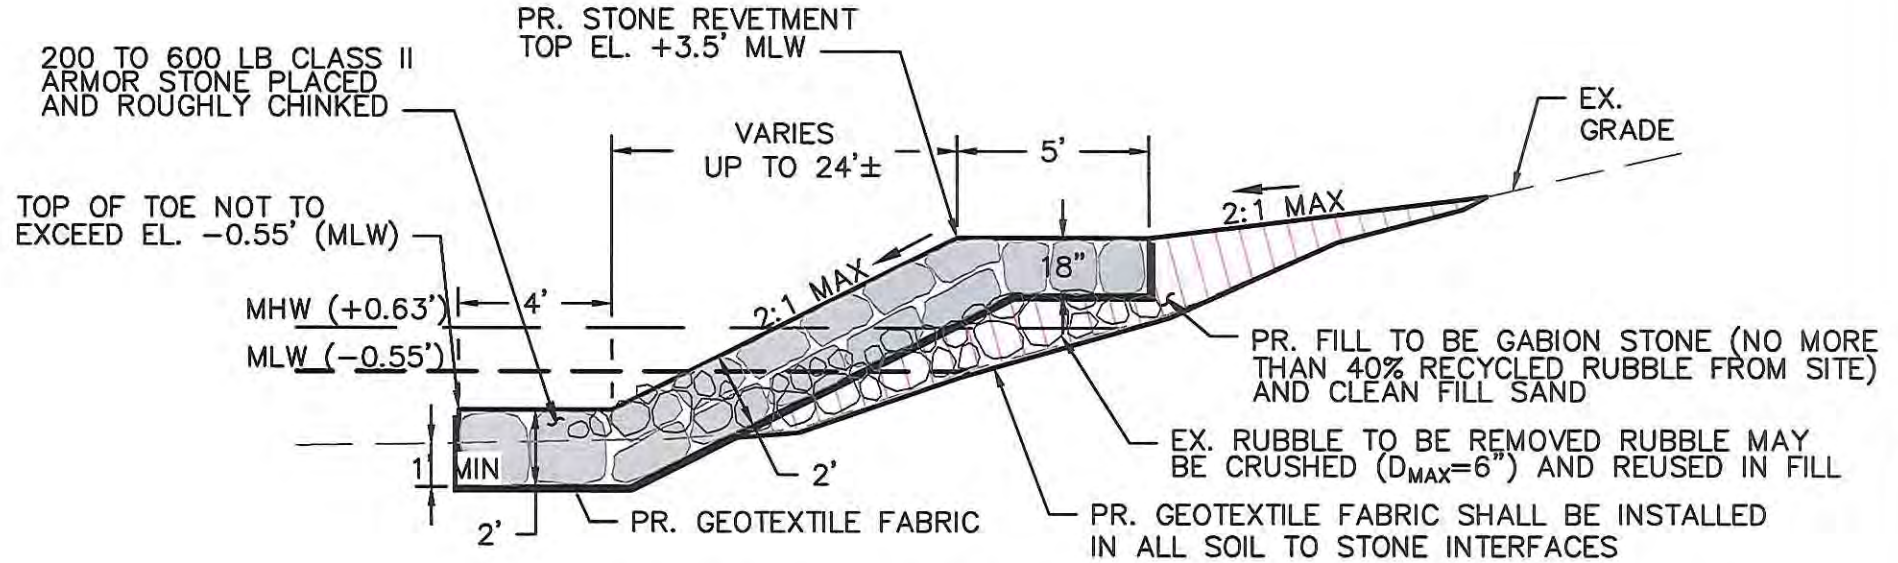 PR. STONE REVETMENT
TOP EL. +3.5' MLW
200 TO 600 LB CLASS II
ARMOR STONE PLACED
AND ROUGHLY CHINKED
EX.
GRADE
VARIES
UP TO 24'±
5'
TOP OF TOE NOT TO
EXCEED EL. -0.55' (MLW)
2:1 MAX
18"
2:1 MAX
MHW (+0.63')
4'
MLW (-0.55')
PR. FILL TO BE GABION STONE (NO MORE
THAN 40% RECYCLED RUBBLE FROM SITE)
AND CLEAN FILL SAND
EX. RUBBLE TO BE REMOVED RUBBLE MAY
BE CRUSHED (DMAX=6") AND REUSED IN FILL
1' MIN
2'
2'
PR. GEOTEXTILE FABRIC
PR. GEOTEXTILE FABRIC SHALL BE INSTALLED
IN ALL SOIL TO STONE INTERFACES